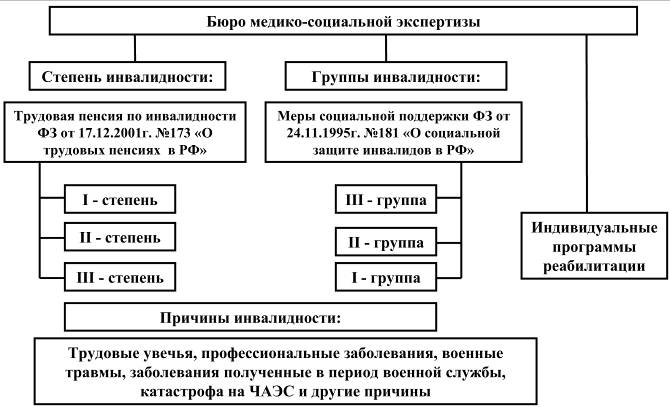 Бюро медико-социальной экспертизы
Степень инвалидности:
Группы инвалидности:
Трудовая пенсия по инвалидности
ФЗ от 17.12.2001г. №173 «О
трудовых пенсиях в РФ»
Меры социальной поддержки ФЗ от
24.11.1995г. №181 «О социальной
защите инвалидов в РФ»
I - степень
II - степень
III - степень
III - группа
II - группа
I - группа
Индивидуальные
программы
реабилитации
Причины инвалидности:
Трудовые увечья, профессиональные заболевания, военные
травмы, заболевания полученные в период военной службы,
катастрофа на ЧАЭС и другие причины